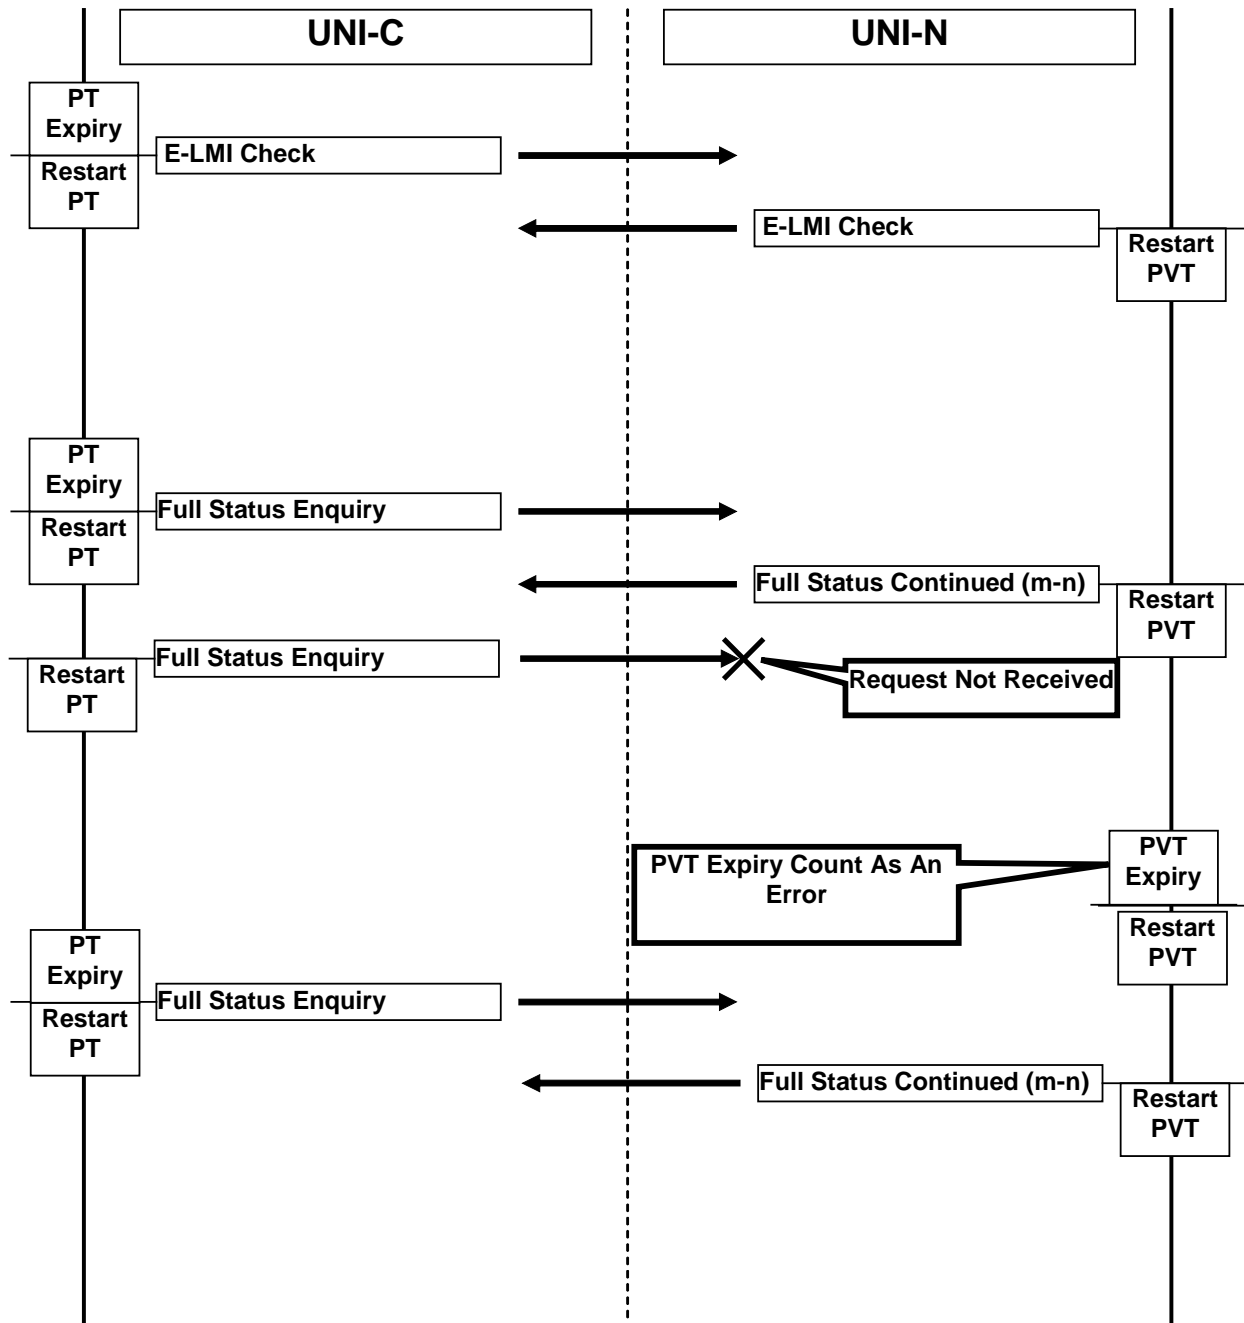 UNI-C
UNI-N
PT
Expiry
E-LMI Check
Restart
PT
E-LMI Check
Restart
PVT
PT
Expiry
Full Status Enquiry
Restart
PT
Full Status Continued (m-n)
Restart
PVT
Full Status Enquiry
Restart
PT
Request Not Received
PVT
Expiry
PVT Expiry Count As An
Error
Restart
PVT
PT
Expiry
Full Status Enquiry
Restart
PT
Full Status Continued (m-n)
Restart
PVT